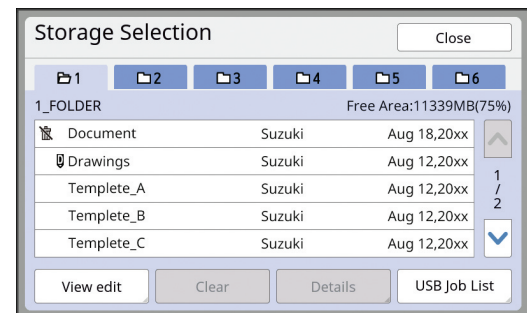 Storage Selection Close
1 2 3 4 5 6
1_FOLDER Free Area:11339MB(75%)
Document Suzuki Aug 18,20xx
Drawings Suzuki Aug 12,20xx
Templete_A Suzuki Aug 12,20xx
Templete_B Suzuki Aug 12,20xx
Templete_C Suzuki Aug 12,20xx
1
/
2
View edit Clear Details USB Job List